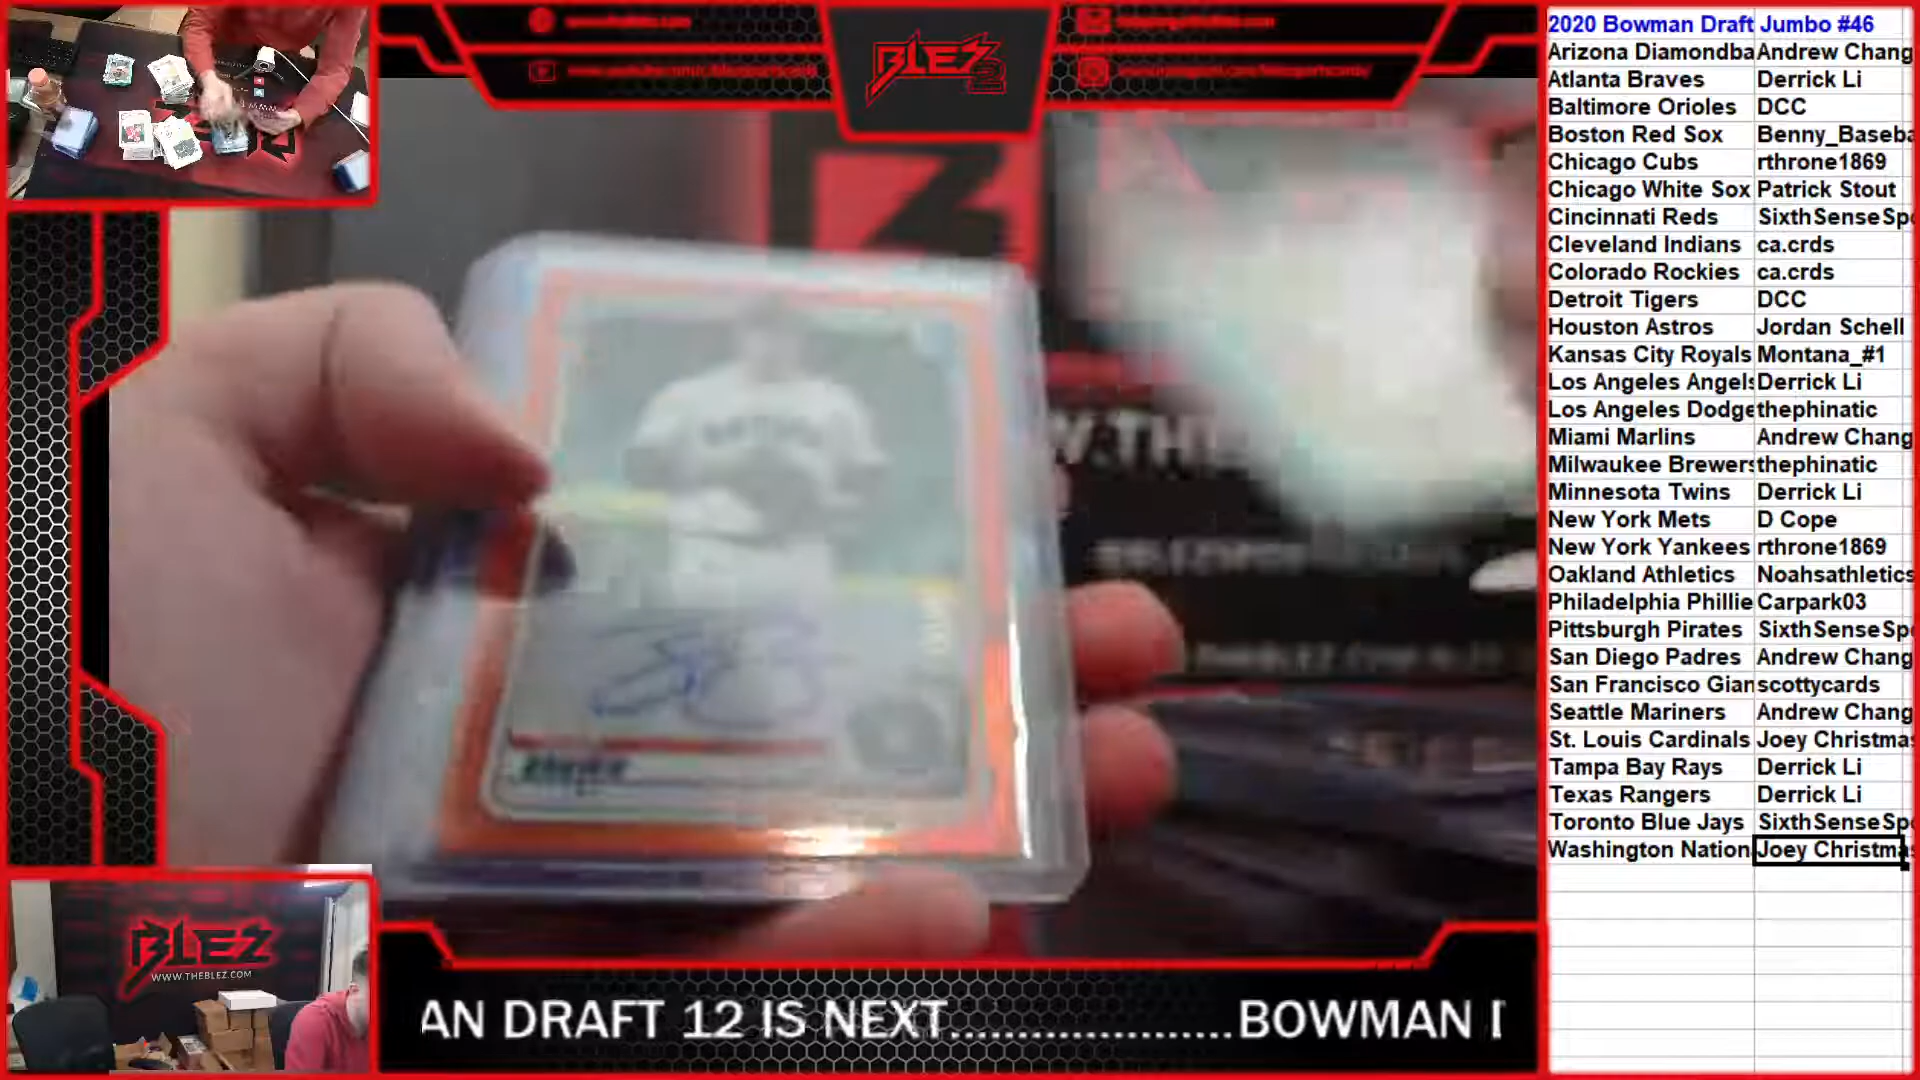 BLEZ
2
BLEZ
WWW.THEBLEZ.COM
AN DRAFT 12 IS NEXT....................BOWMAN D
2020 Bowman Draft Jumbo #46
Arizona Diamondba Andrew Chang
Atlanta Braves Derrick Li
Baltimore Orioles DCC
Boston Red Sox Benny_Baseba
Chicago Cubs rthrone1869
Chicago White Sox Patrick Stout
Cincinnati Reds SixthSenseSpo
Cleveland Indians ca.crds
Colorado Rockies ca.crds
Detroit Tigers DCC
Houston Astros Jordan Schell
Kansas City Royals Montana_#1
Los Angeles Angels Derrick Li
Los Angeles Dodge thephinatic
Miami Marlins Andrew Chang
Milwaukee Brewers thephinatic
Minnesota Twins Derrick Li
New York Mets D Cope
New York Yankees rthrone1869
Oakland Athletics Noahsathletics
Philadelphia Phillie Carpark03
Pittsburgh Pirates SixthSenseSpo
San Diego Padres Andrew Chang
San Francisco Gian scottycards
Seattle Mariners Andrew Chang
St. Louis Cardinals Joey Christmas
Tampa Bay Rays Derrick Li
Texas Rangers Derrick Li
Toronto Blue Jays SixthSenseSpo
Washington Nation Joey Christmas